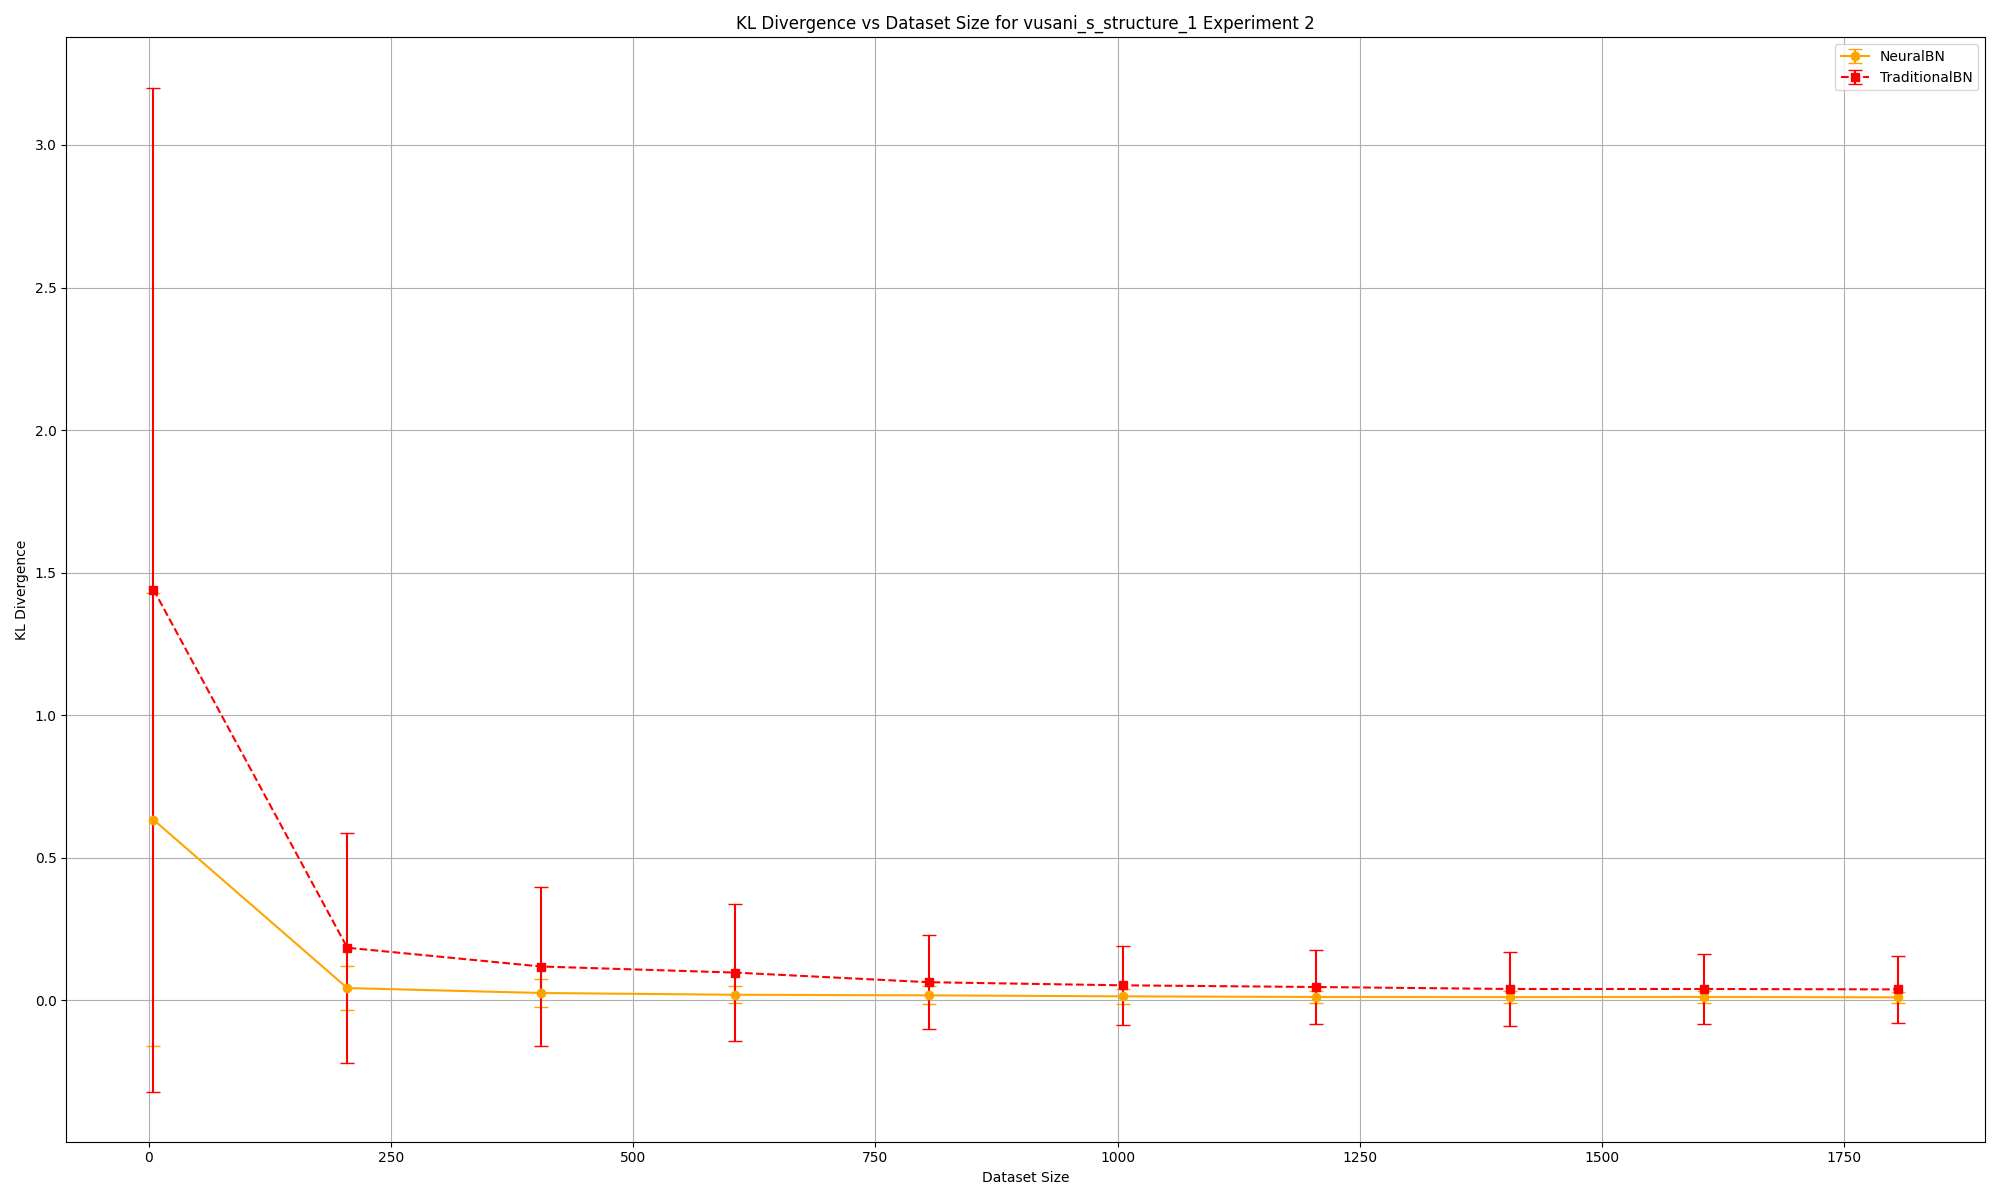 KL Divergence vs Dataset Size for vusani_s_structure_1 Experiment 2
NeuralBN
TraditionalBN
3.0
2.5
2.0
1.5
1.0
0.5
0.0
KL Divergence
0 250 500 750 1000 1250 1500 1750
Dataset Size